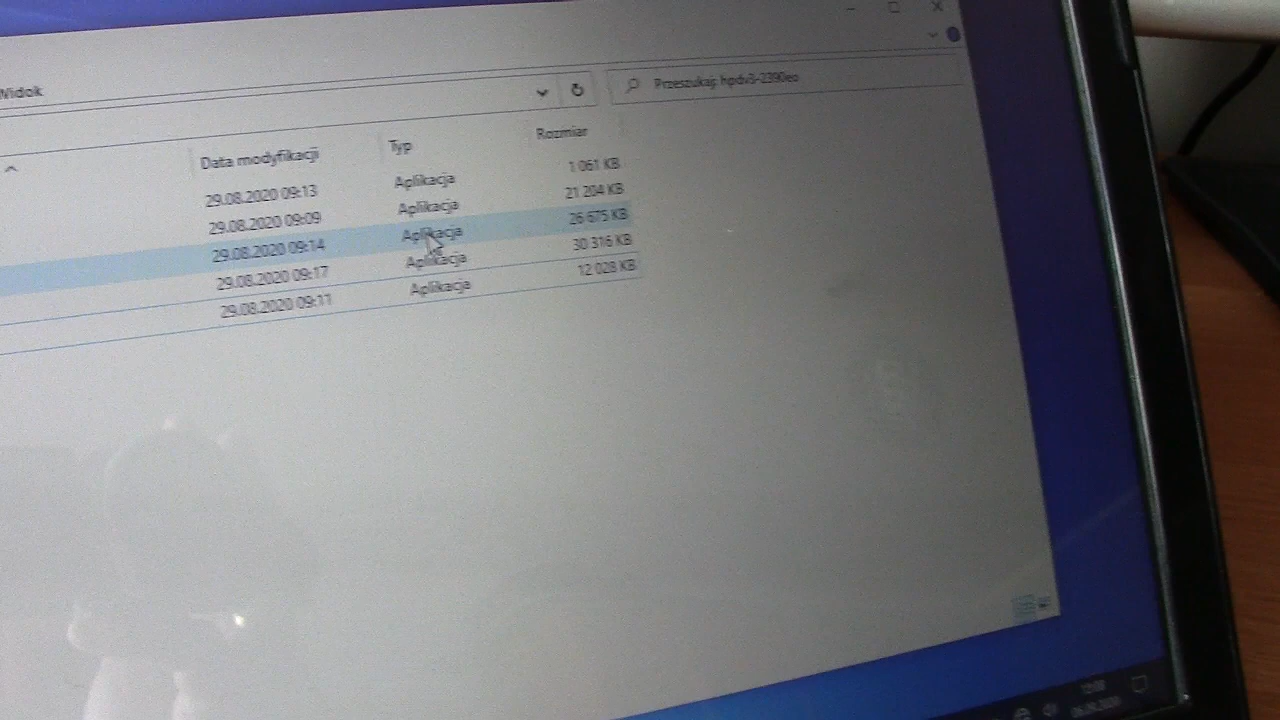 Widok
Przeszukaj: hpdv3-2390eo
Data modyfikacji Typ Rozmiar
29.08.2020 09:13 Aplikacja 1 061 KB
29.08.2020 09:09 Aplikacja 21 204 KB
29.08.2020 09:14 Aplikacja 26 675 KB
29.08.2020 09:17 Aplikacja 30 316 KB
29.08.2020 09:11 Aplikacja 12 028 KB